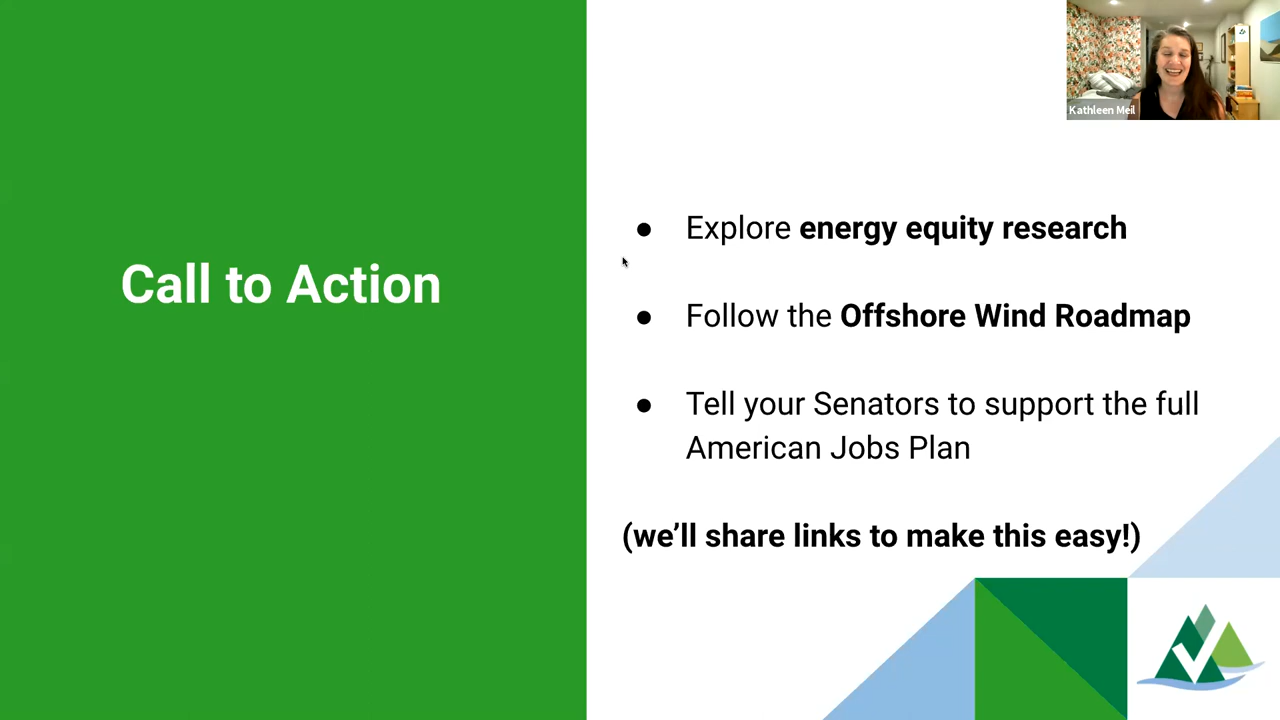 Kathleen Meil
Call to Action
● Explore energy equity research
● Follow the Offshore Wind Roadmap
● Tell your Senators to support the full
American Jobs Plan
(we’ll share links to make this easy!)